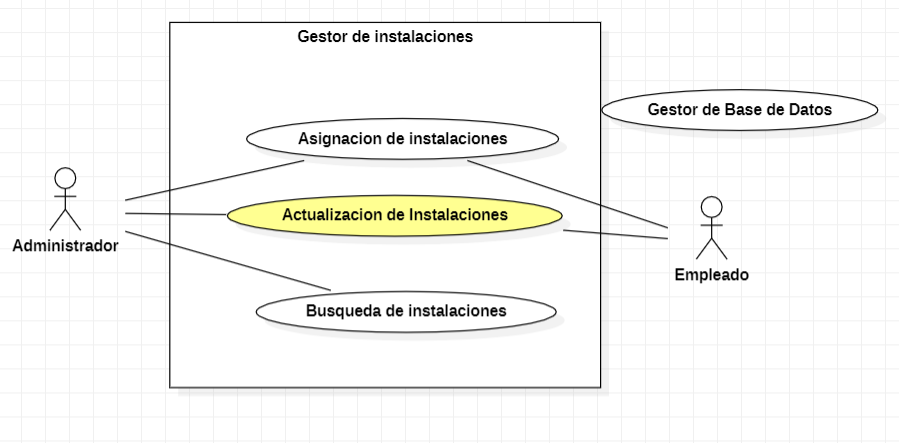 Gestor de instalaciones
Gestor de Base de Datos
Asignacion de instalaciones
Actualizacion de Instalaciones
Administrador
Empleado
Busqueda de instalaciones